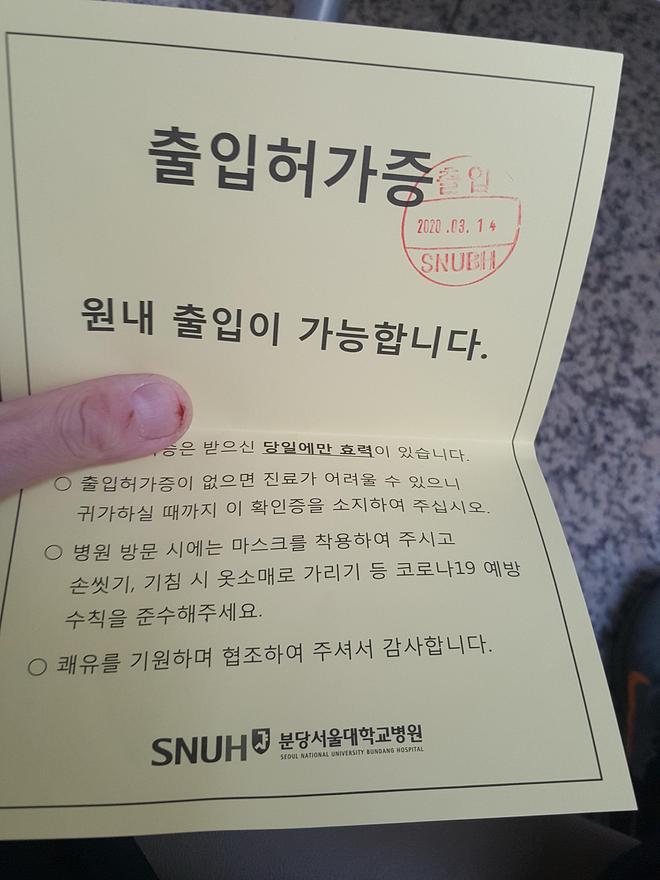 출입허가증
출입
2020.03.14
SNUBH
원내 출입이 가능합니다.
받으신 당일에만 효력이 있습니다.
○ 출입허가증이 없으면 진료가 어려울 수 있으니
귀가하실 때까지 이 확인증을 소지하여 주십시오.
○ 병원 방문 시에는 마스크를 착용하여 주시고
손씻기, 기침 시 옷소매로 가리기 등 코로나19 예방
수칙을 준수해주세요.
○ 쾌유를 기원하며 협조하여 주셔서 감사합니다.
SNUH 분당서울대학교병원
SEOUL NATIONAL UNIVERSITY BUNDANG HOSPITAL